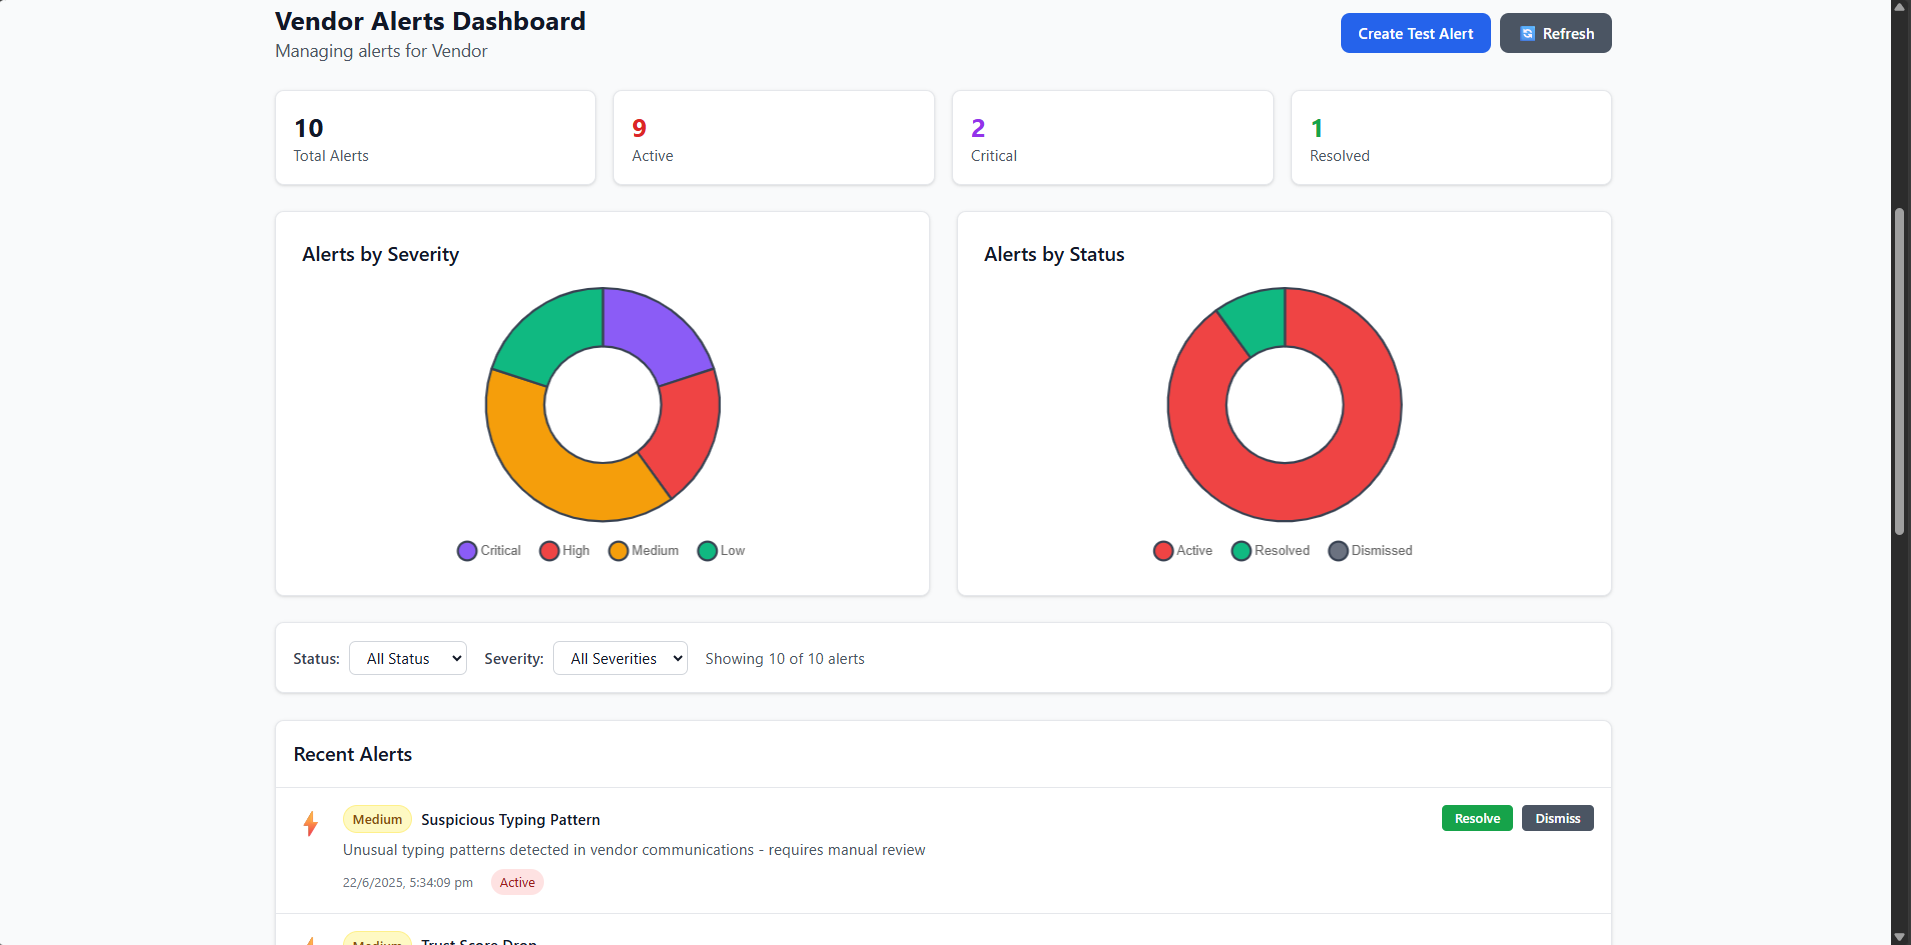 Vendor Alerts Dashboard
Managing alerts for Vendor
Create Test Alert
Refresh
10
Total Alerts
9
Active
2
Critical
1
Resolved
Alerts by Severity
Critical High Medium Low
Alerts by Status
Active Resolved Dismissed
Status: All Status Severity: All Severities Showing 10 of 10 alerts
Recent Alerts
Medium Suspicious Typing Pattern
Resolve Dismiss
Unusual typing patterns detected in vendor communications - requires manual review
22/6/2025, 5:34:09 pm Active
Medium Trust Score Drop